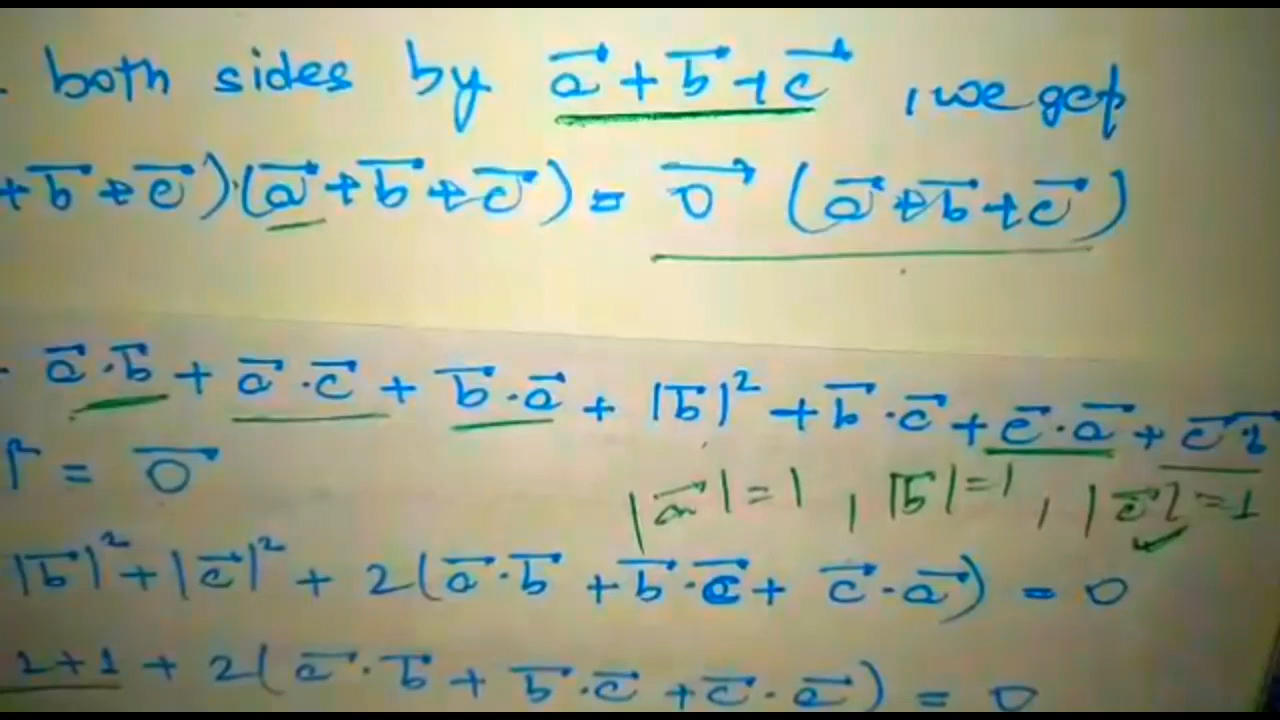 both sides by a⃗ + b⃗ + c⃗ , we get
+ b⃗ + c⃗ ) · ( a⃗ + b⃗ + c⃗ ) = 0⃗ ( a⃗ + b⃗ + c⃗ )
a⃗ · b⃗ + a⃗ · c⃗ + b⃗ · a⃗ + |b⃗|² + b⃗ · c⃗ + c⃗ · a⃗ +
= 0⃗
|a⃗| = 1 , |b⃗| = 1 , |c⃗| = 1
|b⃗|² + |c⃗|² + 2( a⃗ · b⃗ + b⃗ · c⃗ + c⃗ · a⃗ ) = 0
+ 1 + 2( a⃗ · b⃗ + b⃗ · c⃗ + c⃗ · a⃗ ) = 0